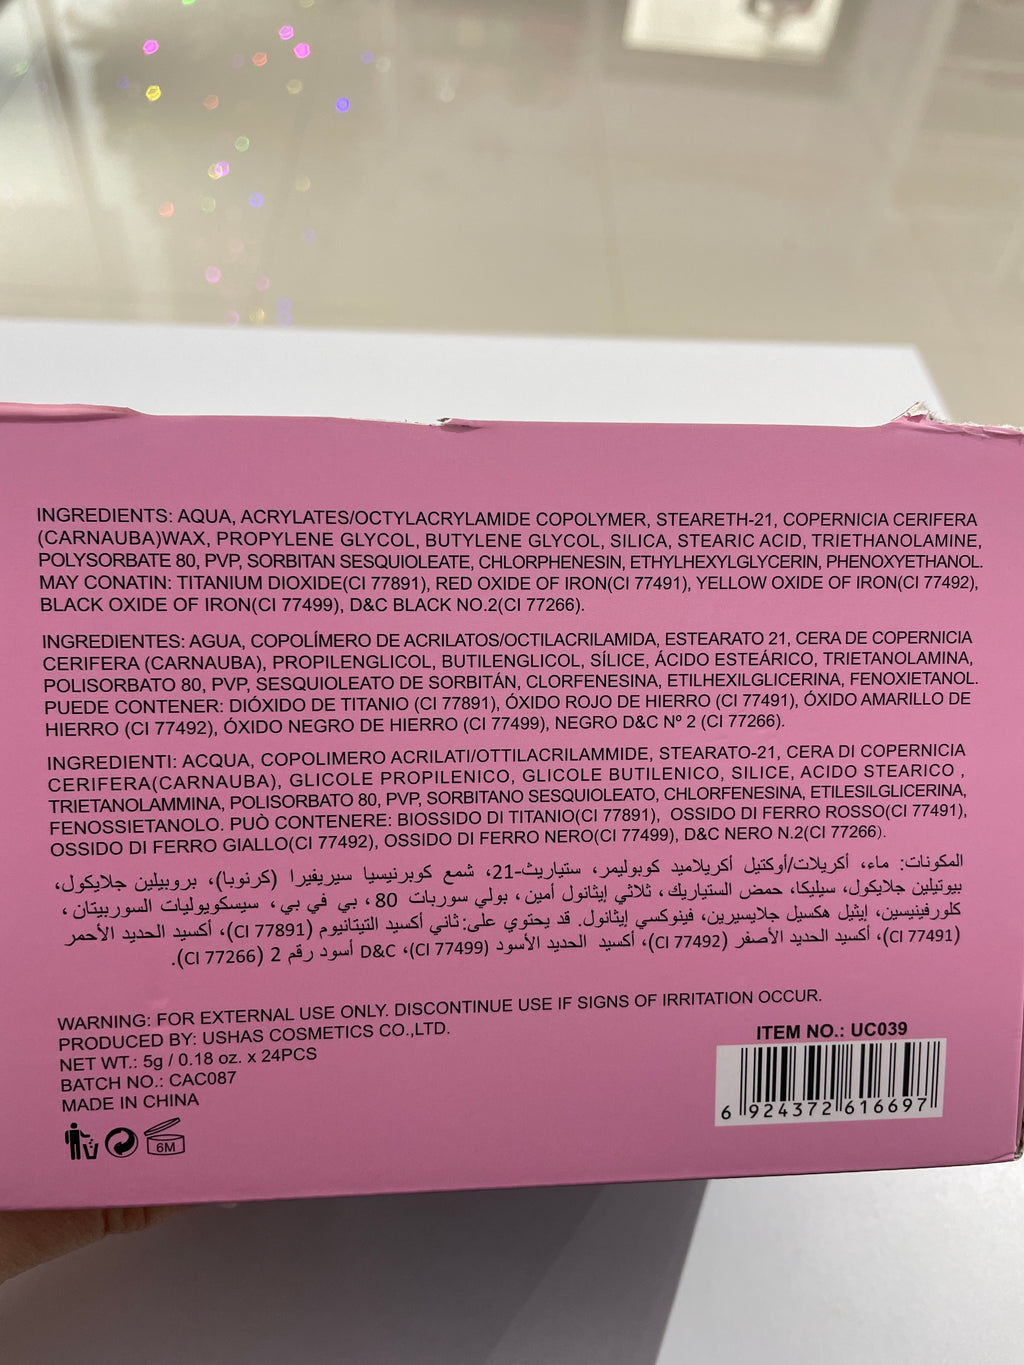 INGREDIENTS: AQUA, ACRYLATES/OCTYLACRYLAMIDE COPOLYMER, STEARETH-21, COPERNICIA CERIFERA
(CARNAUBA)WAX, PROPYLENE GLYCOL, BUTYLENE GLYCOL, SILICA, STEARIC ACID, TRIETHANOLAMINE,
POLYSORBATE 80, PVP, SORBITAN SESQUIOLEATE, CHLORPHENESIN, ETHYLHEXYLGLYCERIN, PHENOXYETHANOL.
MAY CONATIN: TITANIUM DIOXIDE(CI 77891), RED OXIDE OF IRON(CI 77491), YELLOW OXIDE OF IRON(CI 77492),
BLACK OXIDE OF IRON(CI 77499), D&C BLACK NO.2(CI 77266).
INGREDIENTES: AGUA, COPOLÍMERO DE ACRILATOS/OCTILACRILAMIDA, ESTEARATO 21, CERA DE COPERNICIA
CERIFERA (CARNAUBA), PROPILENGLICOL, BUTILENGLICOL, SÍLICE, ÁCIDO ESTEÁRICO, TRIETANOLAMINA,
POLISORBATO 80, PVP, SESQUIOLEATO DE SORBITÁN, CLORFENESINA, ETILHEXILGLICERINA, FENOXIETANOL.
PUEDE CONTENER: DIÓXIDO DE TITANIO (CI 77891), ÓXIDO ROJO DE HIERRO (CI 77491), ÓXIDO AMARILLO DE
HIERRO (CI 77492), ÓXIDO NEGRO DE HIERRO (CI 77499), NEGRO D&C Nº 2 (CI 77266).
INGREDIENTI: ACQUA, COPOLIMERO ACRILATI/OTTILACRILAMMIDE, STEARATO-21, CERA DI COPERNICIA
CERIFERA(CARNAUBA), GLICOLE PROPILENICO, GLICOLE BUTILENICO, SILICE, ACIDO STEARICO ,
TRIETANOLAMMINA, POLISORBATO 80, PVP, SORBITANO SESQUIOLEATO, CHLORFENESINA, ETILESILGLICERINA,
FENOSSIETANOLO. PUÒ CONTENERE: BIOSSIDO DI TITANIO(CI 77891), OSSIDO DI FERRO ROSSO(CI 77491),
OSSIDO DI FERRO GIALLO(CI 77492), OSSIDO DI FERRO NERO(CI 77499), D&C NERO N.2(CI 77266).
المكونات: ماء، أكريلات/أوكتيل أكريلاميد كوبوليمر، ستياريث-21، شمع كوبرنيسيا سيريفيرا (كرنوبا)، بروبيلين جلايكول،
بيوتيلين جلايكول، سيليكا، حمض الستياريك، ثلاثي إيثانول أمين، بولي سوربات 80، بي في بي، سيسكويوليات السوربيتان،
كلورفينيسين، إيثيل هكسيل جلايسيرين، فينوكسي إيثانول. قد يحتوي على: ثاني أكسيد التيتانيوم (CI 77891)، أكسيد الحديد الأحمر
(CI 77491)، أكسيد الحديد الأصفر (CI 77492)، أكسيد الحديد الأسود (CI 77499)، D&C أسود رقم 2 (CI 77266).
WARNING: FOR EXTERNAL USE ONLY. DISCONTINUE USE IF SIGNS OF IRRITATION OCCUR.
PRODUCED BY: USHAS COSMETICS CO.,LTD.
NET WT.: 5g / 0.18 oz. x 24PCS
BATCH NO.: CAC087
MADE IN CHINA
6M
ITEM NO.: UC039
6 924372 616697